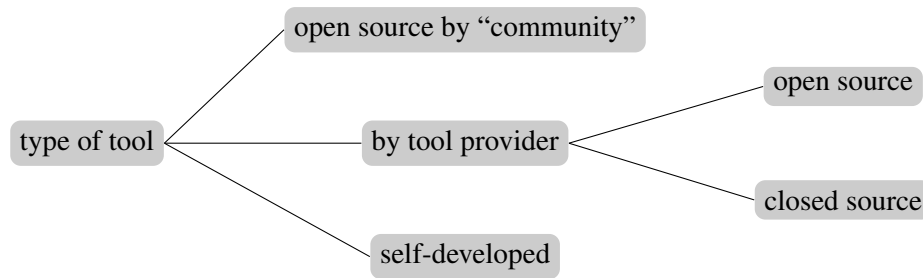 open source by “community”
open source
type of tool
by tool provider
closed source
self-developed